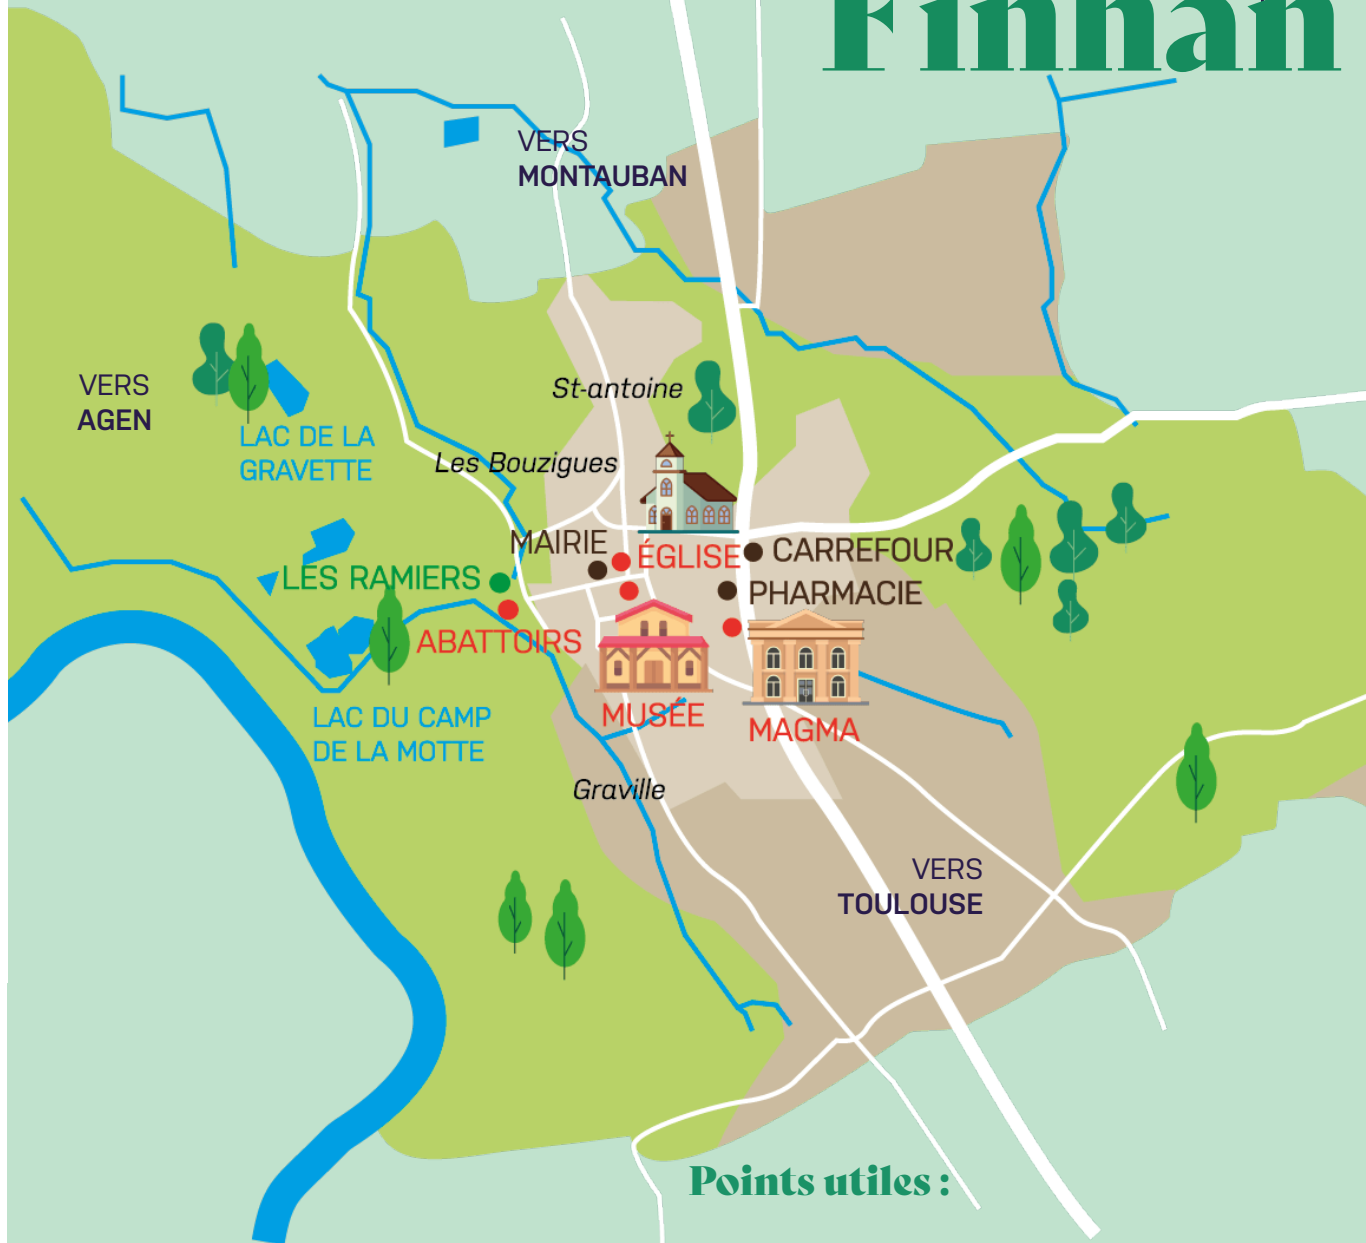 Finhan
VERS
MONTAUBAN
St-antoine
VERS
AGEN
LAC DE LA
GRAVETTE
Les Bouzigues
MAIRIE
ÉGLISE
CARREFOUR
LES RAMIERS
PHARMACIE
ABATTOIRS
MUSÉE
MAGMA
LAC DU CAMP
DE LA MOTTE
Graville
VERS
TOULOUSE
Points utiles :